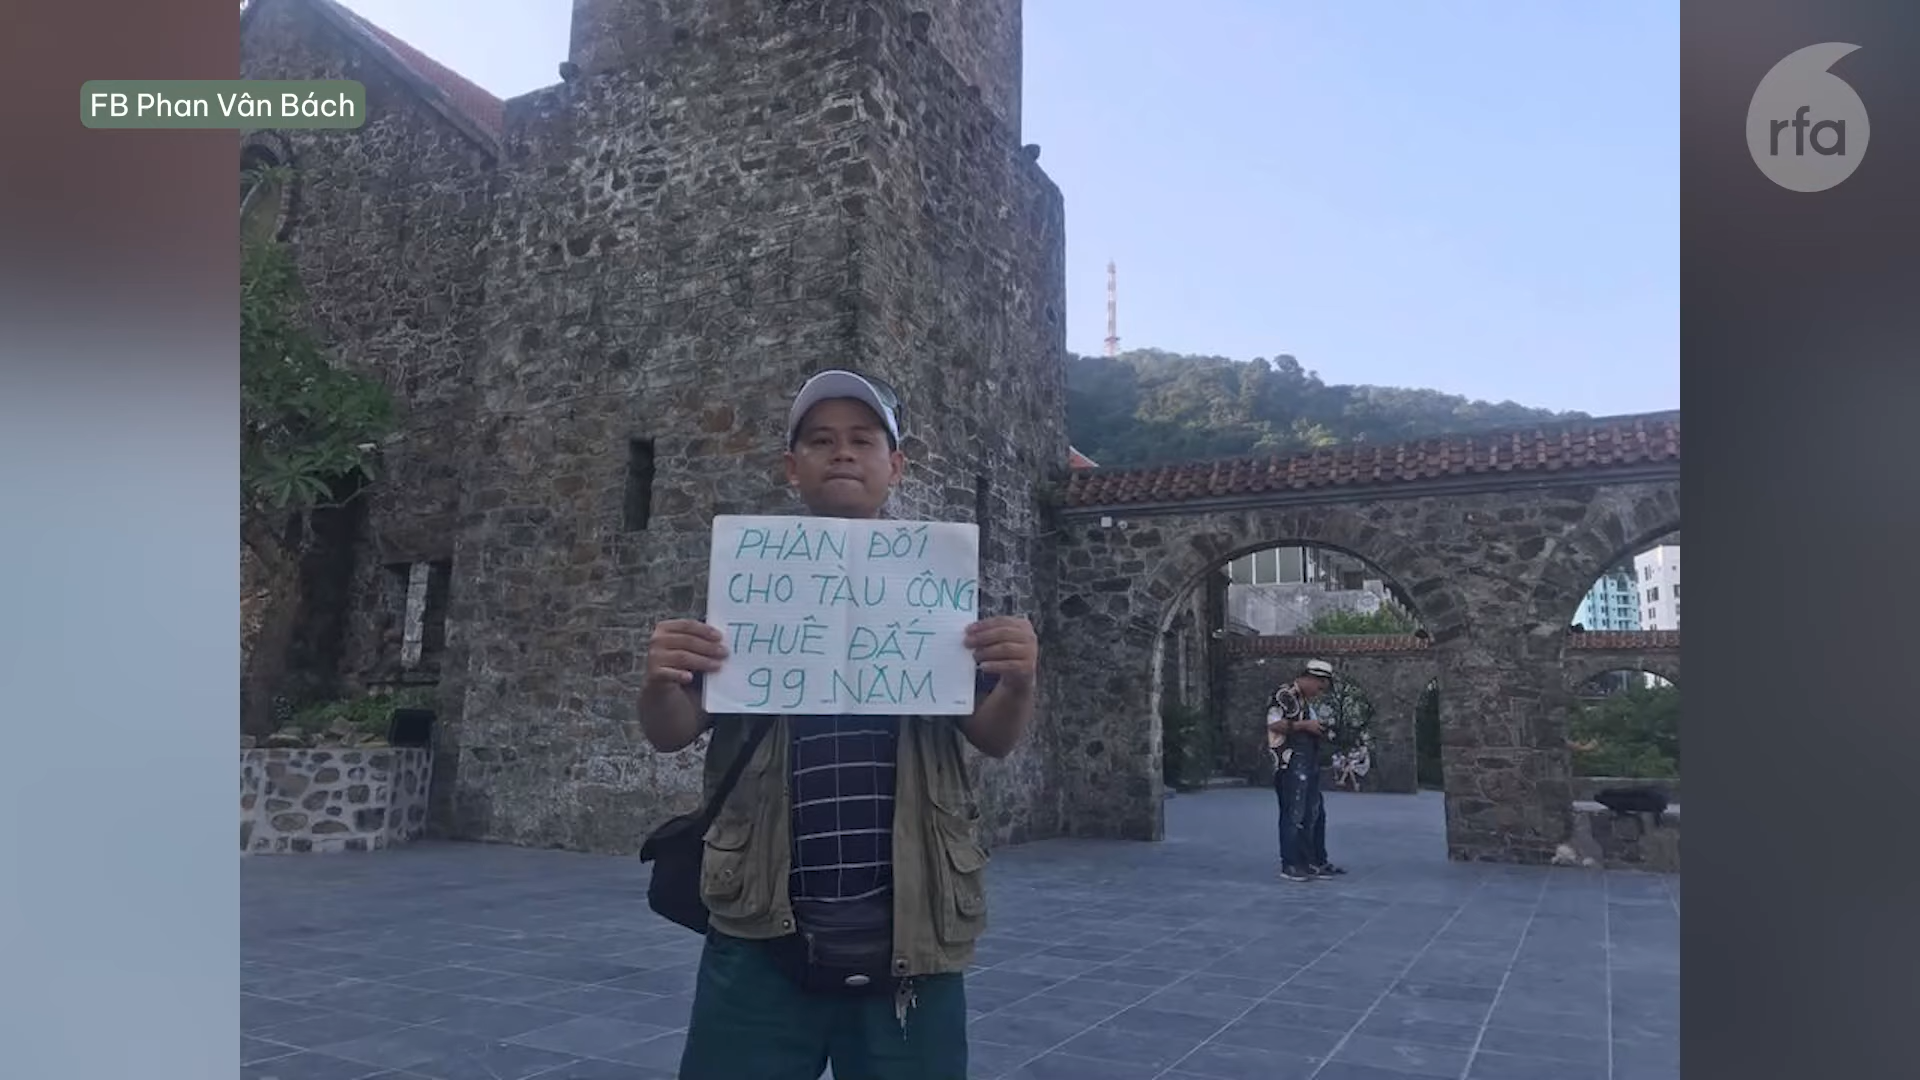 FB Phan Vân Bách
rfa
PHẢN ĐỐI
CHO TÀU CỘNG
THUÊ ĐẤT
99 NĂM